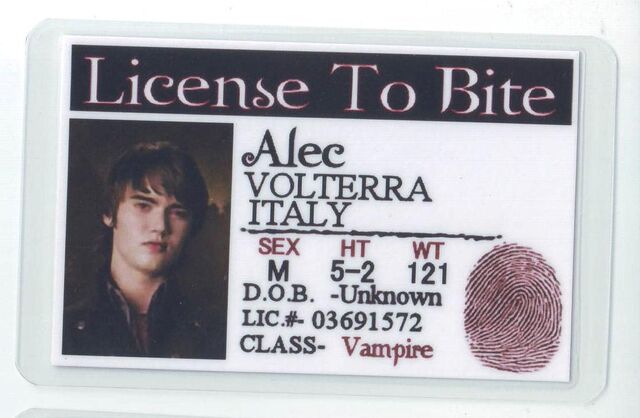 License To Bite
Alec
VOLTERRA
ITALY
SEX HT WT
M 5-2 121
D.O.B. -Unknown
LIC.#- 03691572
CLASS- Vampire